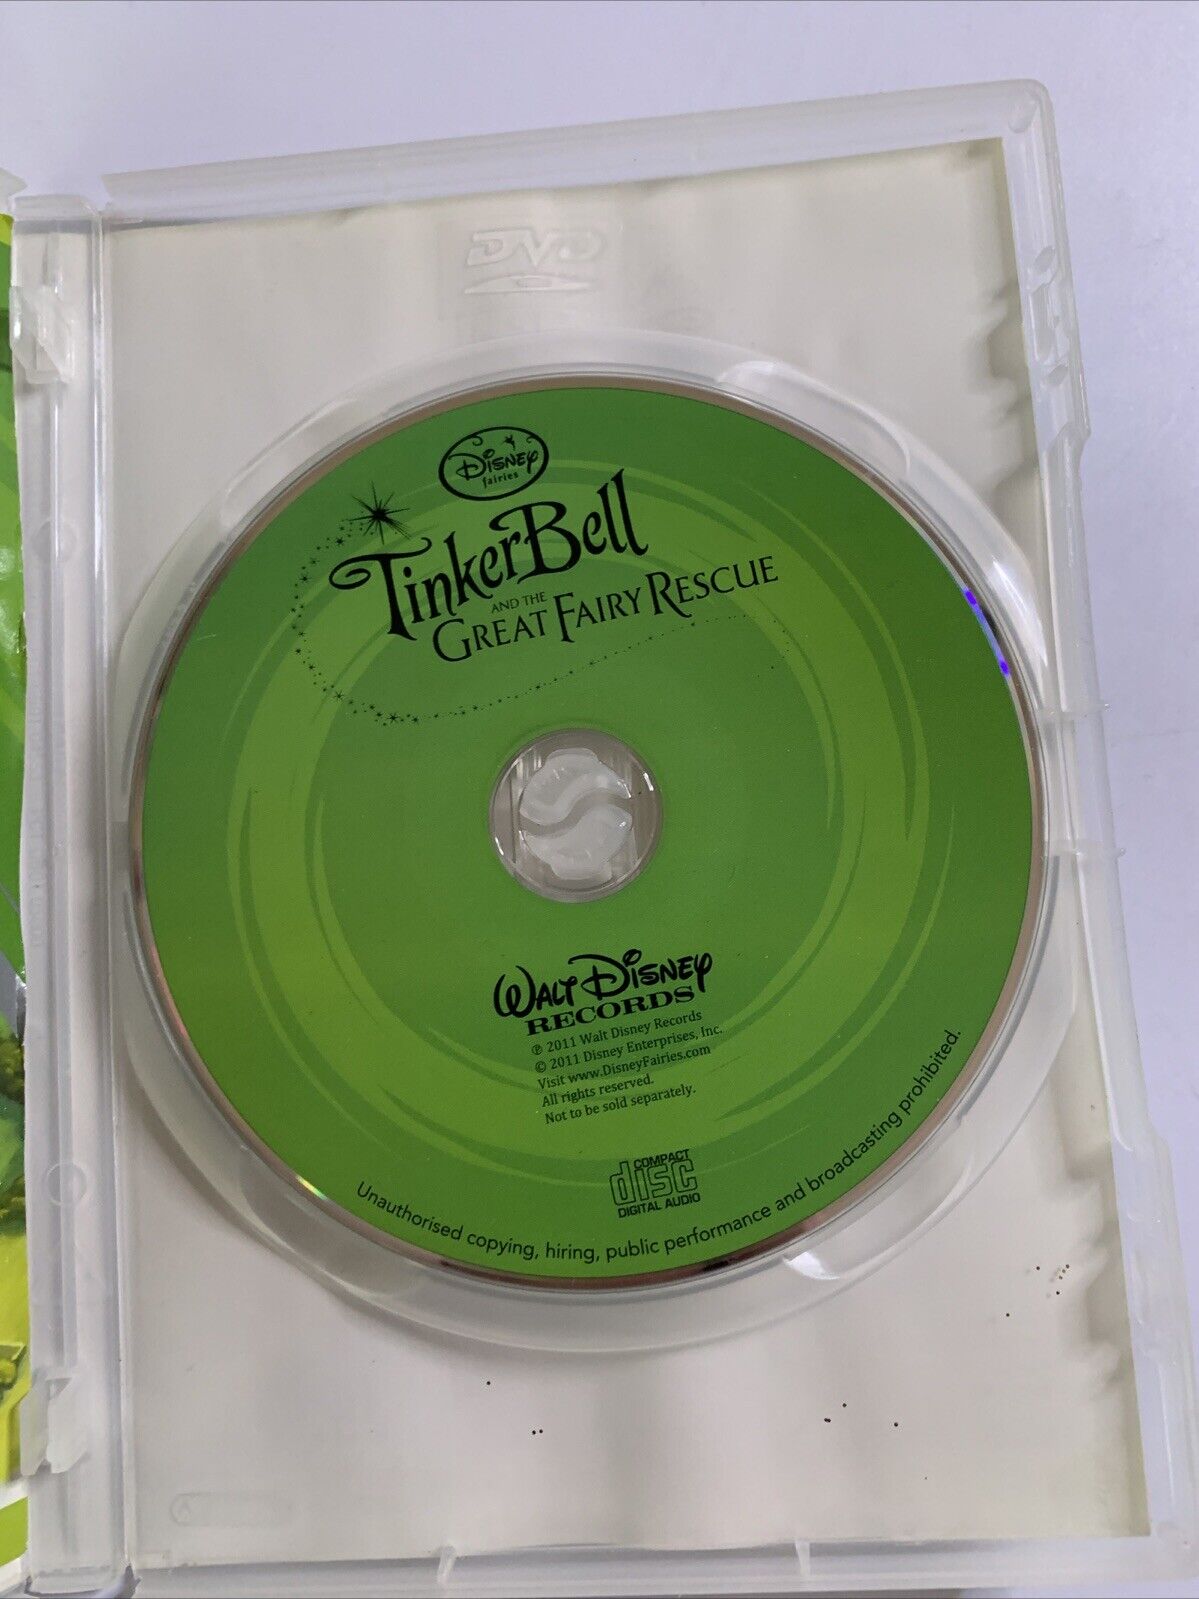 DVD
Disney
fairies
TinkerBell
AND THE
GREAT FAIRY RESCUE
WALT DISNEY
RECORDS
℗ 2011 Walt Disney Records
© 2011 Disney Enterprises, Inc.
Visit www.DisneyFairies.com
All rights reserved.
Not to be sold separately.
COMPACT
disc
DIGITAL AUDIO
Unauthorised copying, hiring, public performance and broadcasting prohibited.